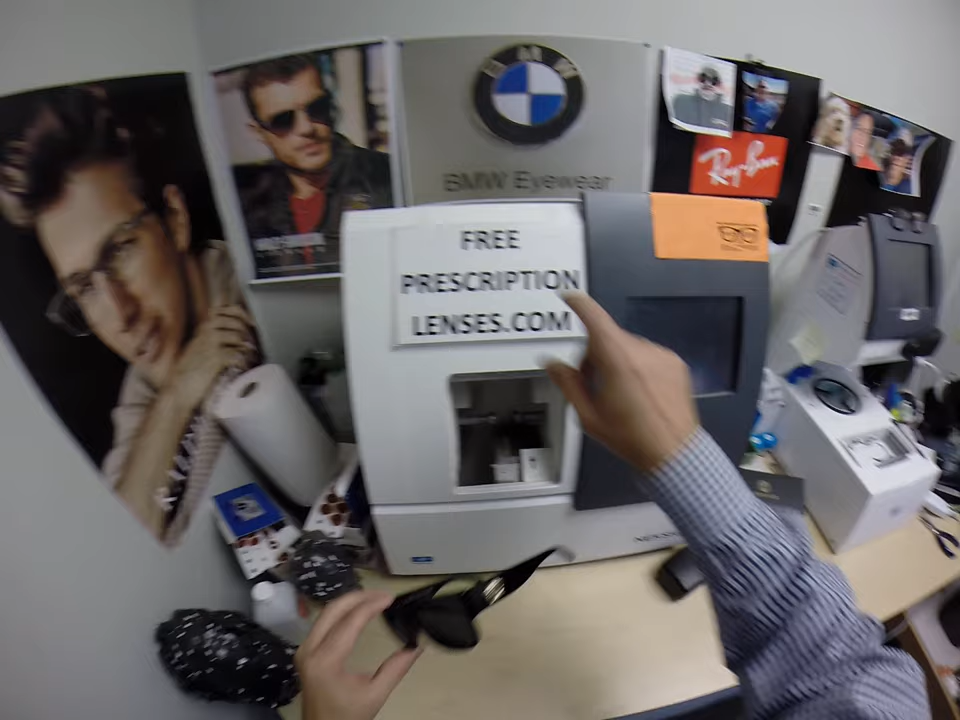 BMW
BMW Eyewear
Ray-Ban
FREE
PRESCRIPTION
LENSES.COM